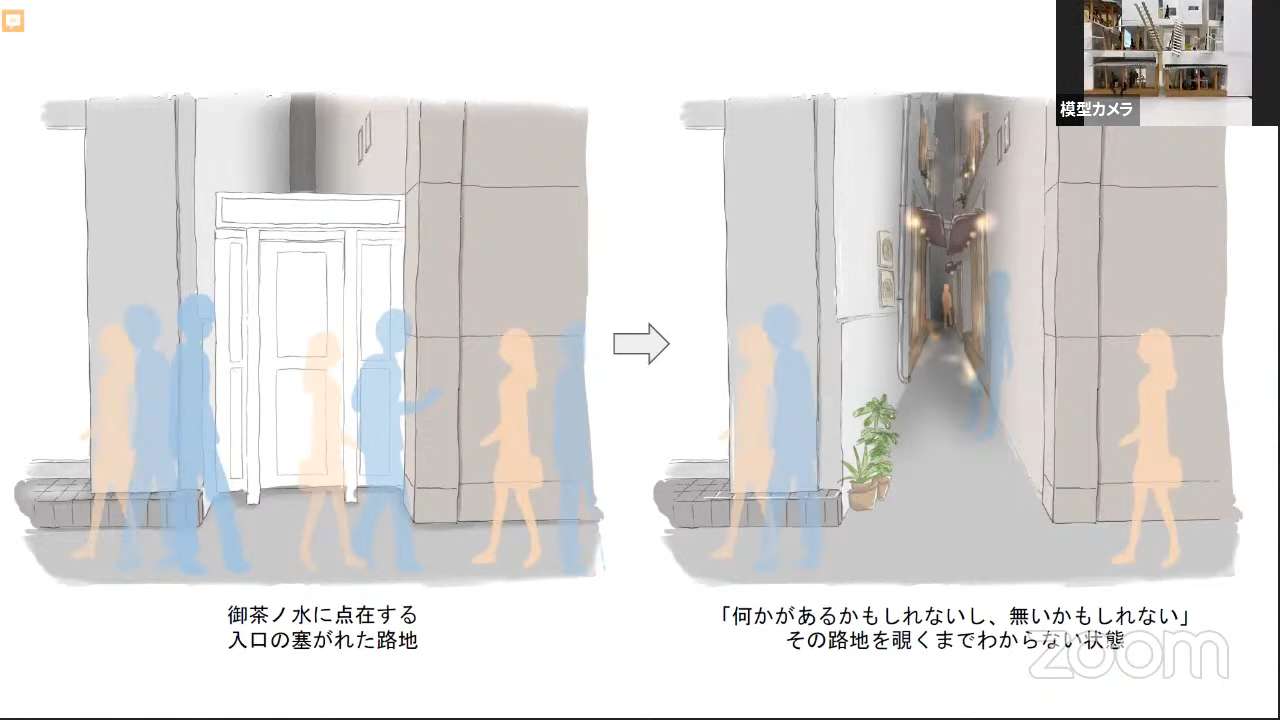 模型カメラ
御茶ノ水に点在する
入口の塞がれた路地
「何かがあるかもしれないし、無いかもしれない」
その路地を覗くまでわからない状態
zoom